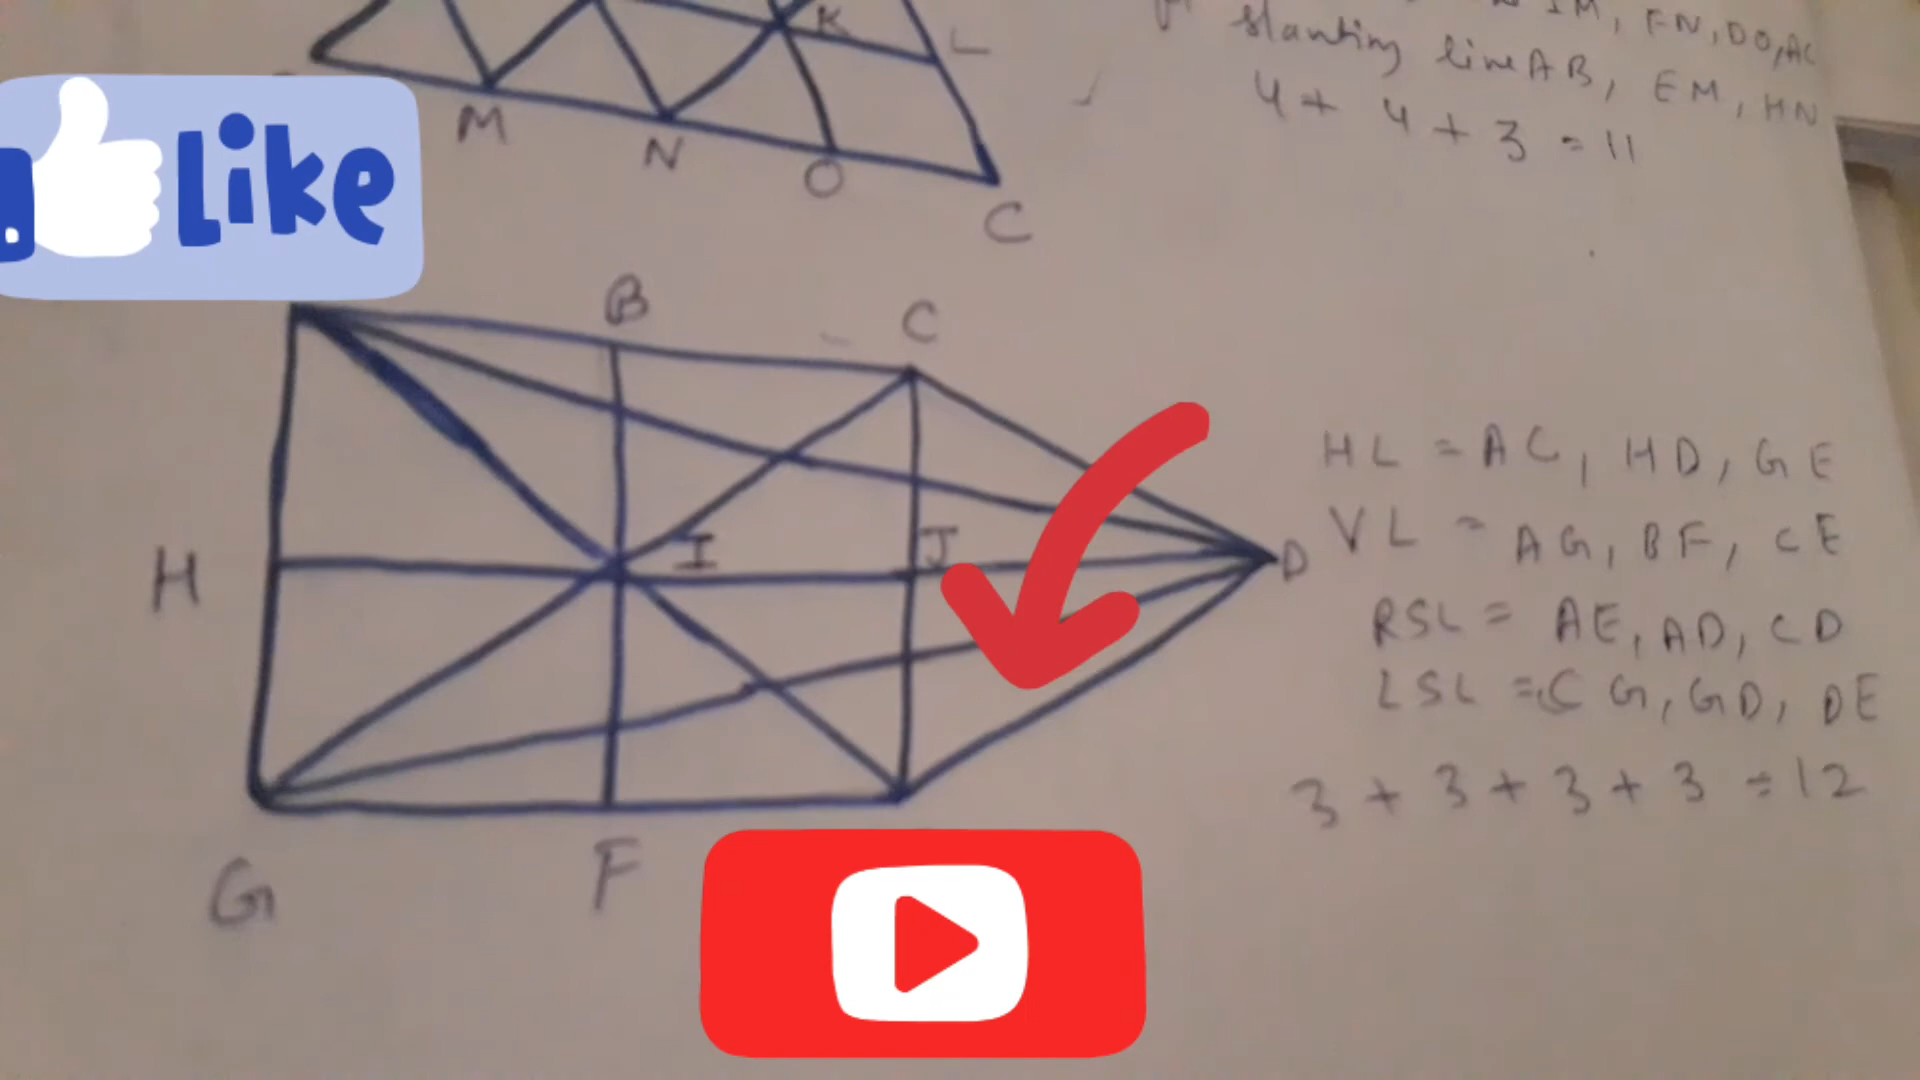 IM, FN, DO, AC
slanting line AB, EM, HN
4 + 4 + 3 = 11
K
L
M
N
O
C
Like
B
C
H
I
J
D
G
F
HL = AC, HD, GE
VL = AG, BF, CE
RSL = AE, AD, CD
LSL = CG, GD, DE
3 + 3 + 3 + 3 = 12